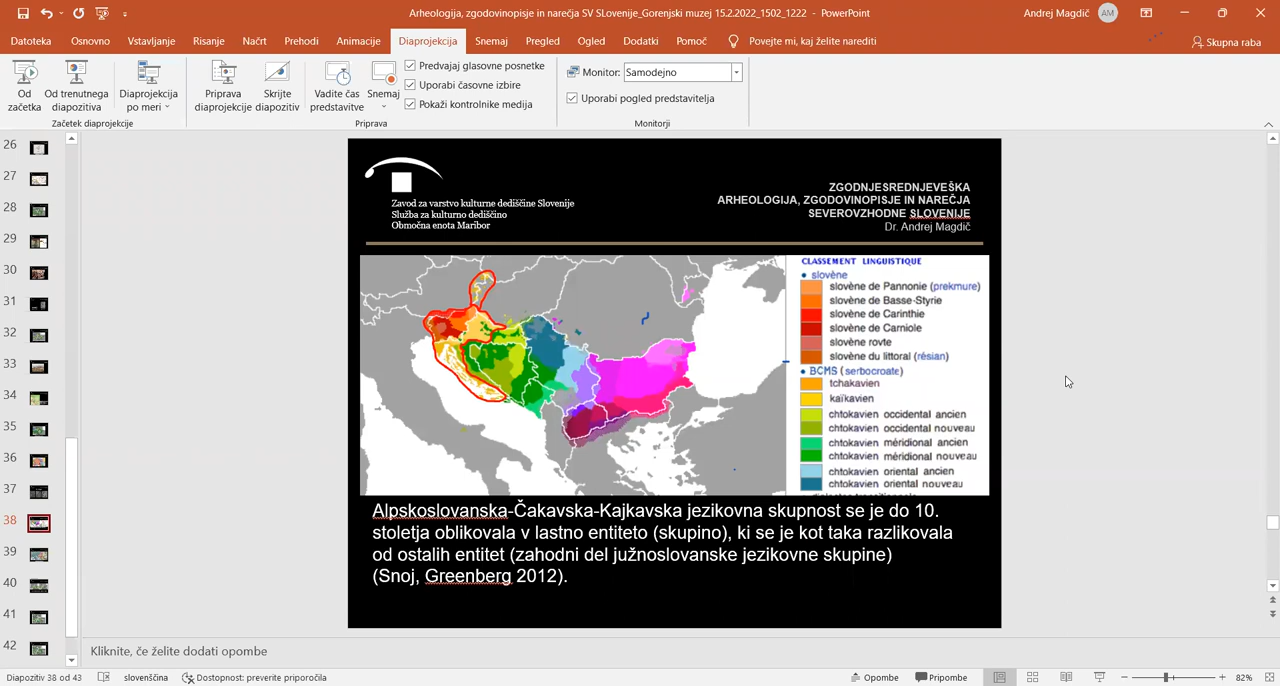 Arheologija, zgodovinopisje in narečja SV SLovenije_Gorenjski muzej 15.2.2022_1502_1222 - PowerPoint
Andrej Magdič
AM
Datoteka
Osnovno
Vstavljanje
Risanje
Načrt
Prehodi
Animacije
Diaprojekcija
Snemaj
Pregled
Ogled
Dodatki
Pomoč
Povejte mi, kaj želite narediti
Skupna raba
Od
začetka
Od trenutnega
diapozitiva
Diaprojekcija
po meri
Začetek diaprojekcije
Priprava
diaprojekcije
Skrijte
diapozitiv
Vadite čas
predstavitve
Snemaj
Predvajaj glasovne posnetke
Uporabi časovne izbire
Pokaži kontrolnike medija
Priprava
Monitor:
Samodejno
Uporabi pogled predstavitelja
Monitorji
26
27
28
29
30
31
32
33
34
35
36
37
38
39
40
41
42
Zavod za varstvo kulturne dediščine Slovenije
Služba za kulturno dediščino
Območna enota Maribor
ZGODNJESREDNJEVEŠKA
ARHEOLOGIJA, ZGODOVINOPISJE IN NAREČJA
SEVEROVZHODNE SLOVENIJE
Dr. Andrej Magdič
CLASSEMENT LINGUISTIQUE
• slovène
slovène de Pannonie (prekmure)
slovène de Basse-Styrie
slovène de Carinthie
slovène de Carniole
slovène rovte
slovène du littoral (résian)
• BCMS (serbocroate)
tchakavien
kaïkavien
chtokavien occidental ancien
chtokavien occidental nouveau
chtokavien méridional ancien
chtokavien méridional nouveau
chtokavien oriental ancien
chtokavien oriental nouveau
Alpskoslovanska-Čakavska-Kajkavska jezikovna skupnost se je do 10.
stoletja oblikovala v lastno entiteto (skupino), ki se je kot taka razlikovala
od ostalih entitet (zahodni del južnoslovanske jezikovne skupine)
(Snoj, Greenberg 2012).
Kliknite, če želite dodati opombe
Diapozitiv 38 od 43
slovenščina
Dostopnost: preverite priporočila
Opombe
Pripombe
82%